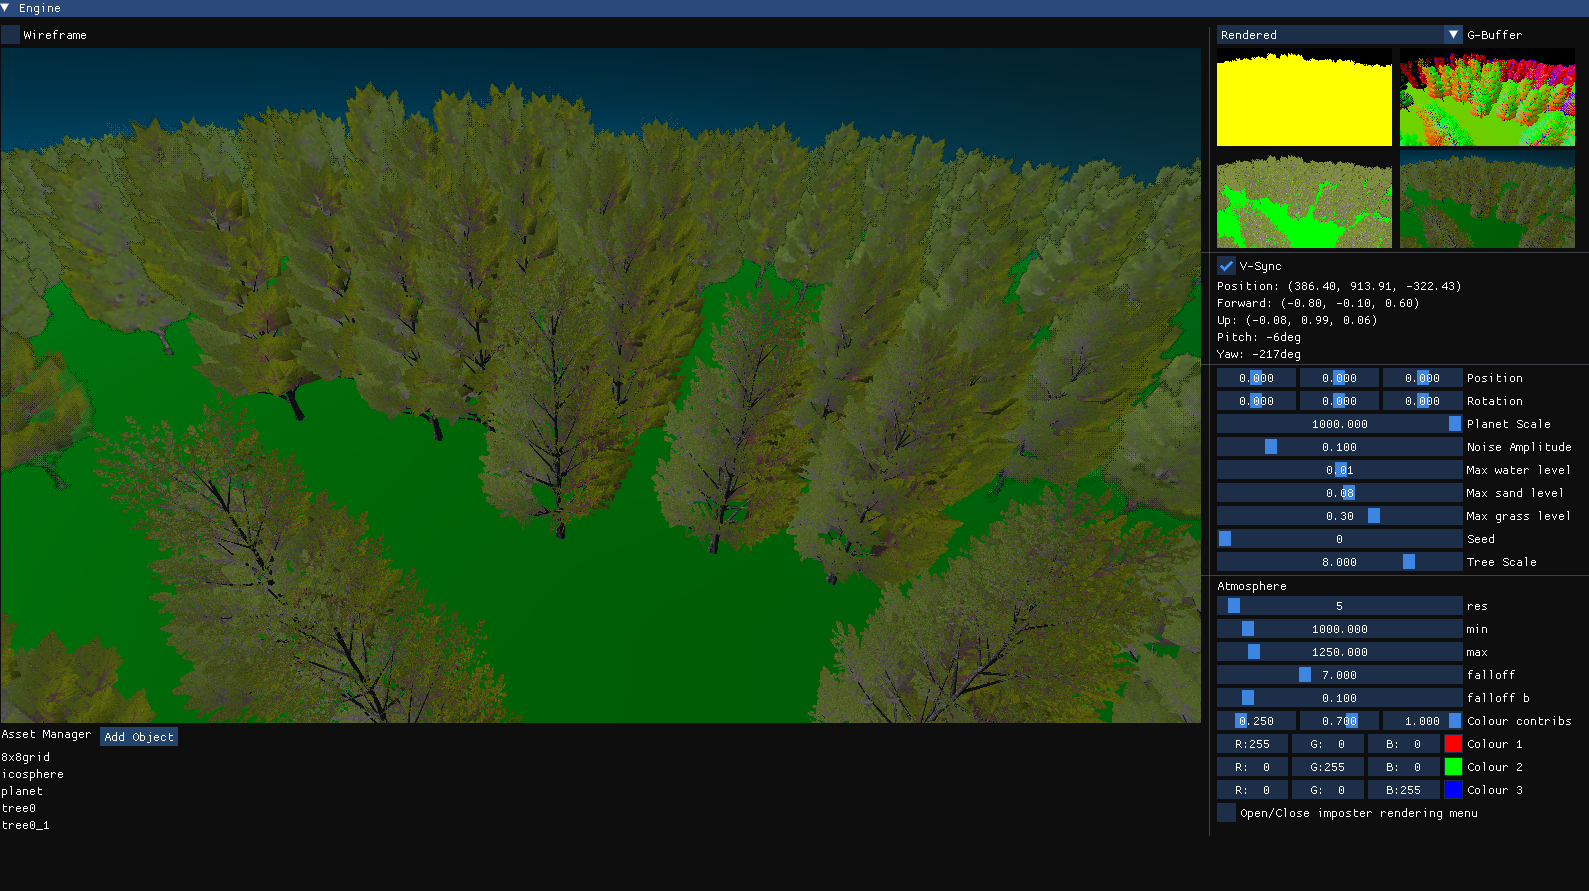 Engine
Wireframe
Rendered G-Buffer
V-Sync
Position: (386.40, 913.91, -322.43)
Forward: (-0.80, -0.10, 0.60)
Up: (-0.08, 0.99, 0.06)
Pitch: -6deg
Yaw: -217deg
0.000 0.000 0.000 Position
0.000 0.000 0.000 Rotation
1000.000 Planet Scale
0.100 Noise Amplitude
0.01 Max water level
0.08 Max sand level
0.30 Max grass level
0 Seed
8.000 Tree Scale
Atmosphere
5 res
1000.000 min
1250.000 max
7.000 falloff
0.100 falloff b
0.250 0.700 1.000 Colour contribs
R:255 G: 0 B: 0 Colour 1
R: 0 G:255 B: 0 Colour 2
R: 0 G: 0 B:255 Colour 3
Open/Close imposter rendering menu
Asset Manager Add Object
8x8grid
icosphere
planet
tree0
tree0_1